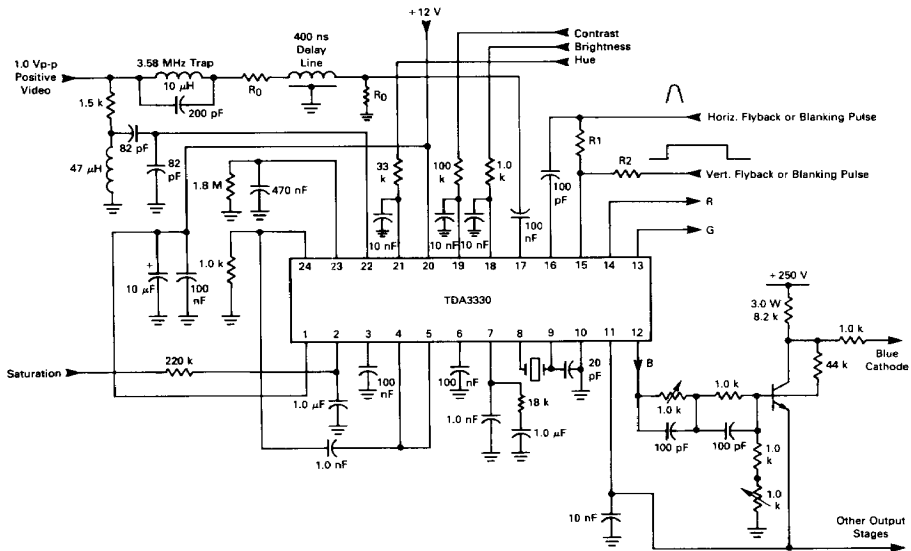 +12 V
400 ns
Delay
Line
Contrast
Brightness
Hue
1.0 Vp-p
Positive
Video
3.58 MHz Trap
10 μH
200 pF
R0
R0
1.5
k
82 pF
82
pF
47 μH
1.8 M
470 nF
33
k
100
k
1.0
k
10 nF
10 nF
10 nF
100
nF
100
pF
R1
R2
Horiz. Flyback or Blanking Pulse
Vert. Flyback or Blanking Pulse
R
G
+
10 μF
100
nF
1.0 k
24 23 22 21 20 19 18 17 16 15 14 13
TDA3330
1 2 3 4 5 6 7 8 9 10 11 12
+250 V
3.0 W
8.2 k
1.0 k
Blue
Cathode
44 k
Saturation
220 k
1.0 μF
100
nF
100
nF
1.0 nF
1.0 nF
18 k
1.0 μF
20
pF
B
1.0 k
1.0 k
100 pF
100 pF
1.0
k
1.0
k
10 nF
Other Output
Stages